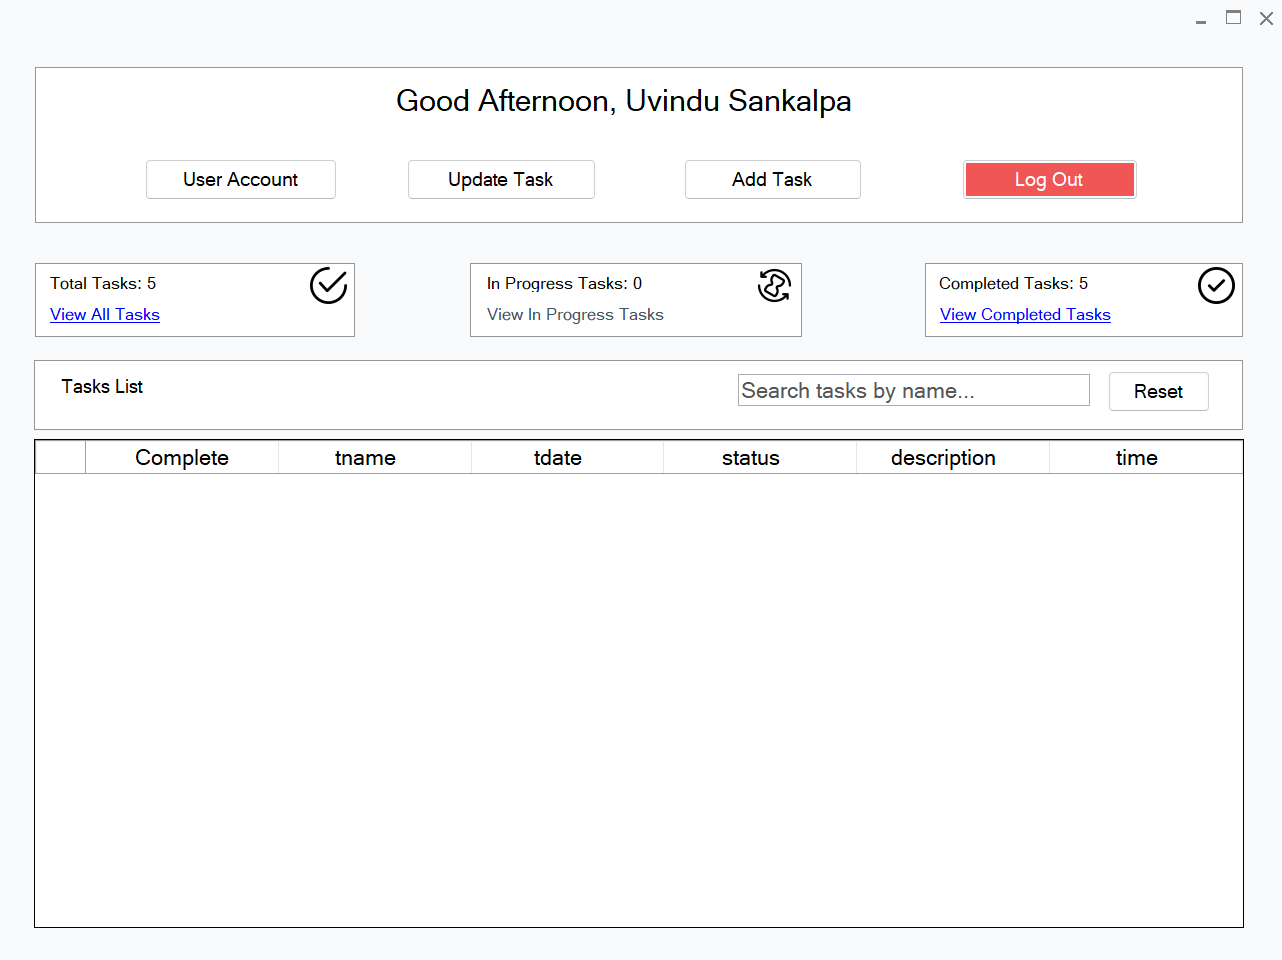 Good Afternoon, Uvindu Sankalpa
User Account Update Task Add Task Log Out
Total Tasks: 5
View All Tasks
In Progress Tasks: 0
View In Progress Tasks
Completed Tasks: 5
View Completed Tasks
Tasks List Search tasks by name... Reset
Complete tname tdate status description time